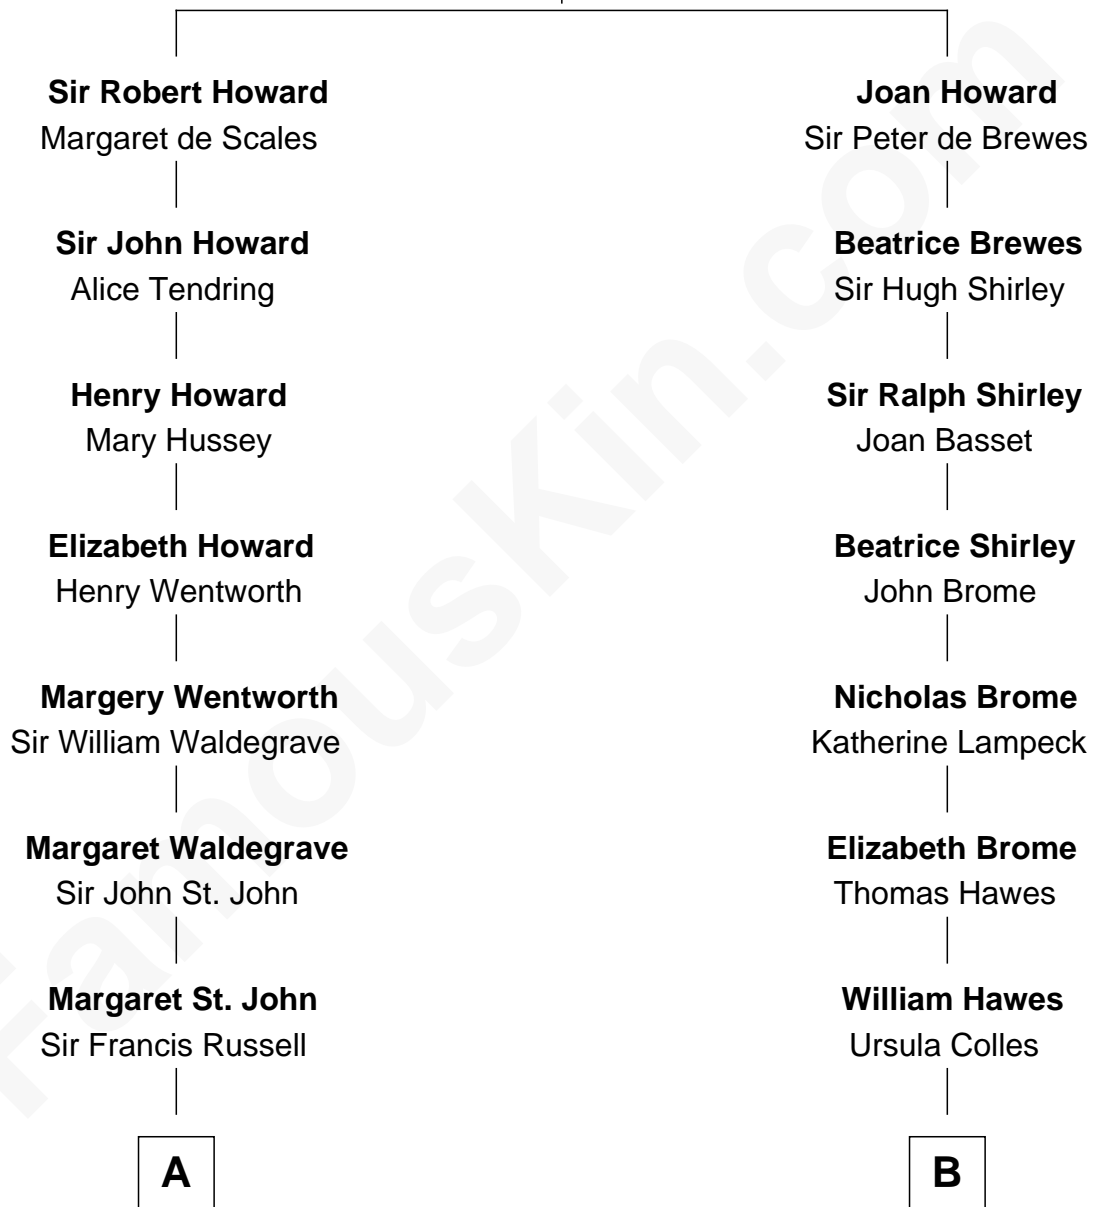 Sir Robert Howard
Margaret de Scales
Sir John Howard
Alice Tendring
Henry Howard
Mary Hussey
Elizabeth Howard
Henry Wentworth
Margery Wentworth
Sir William Waldegrave
Margaret Waldegrave
Sir John St. John
Margaret St. John
Sir Francis Russell
A
Joan Howard
Sir Peter de Brewes
Beatrice Brewes
Sir Hugh Shirley
Sir Ralph Shirley
Joan Basset
Beatrice Shirley
John Brome
Nicholas Brome
Katherine Lampeck
Elizabeth Brome
Thomas Hawes
William Hawes
Ursula Colles
B
FamousKin.com